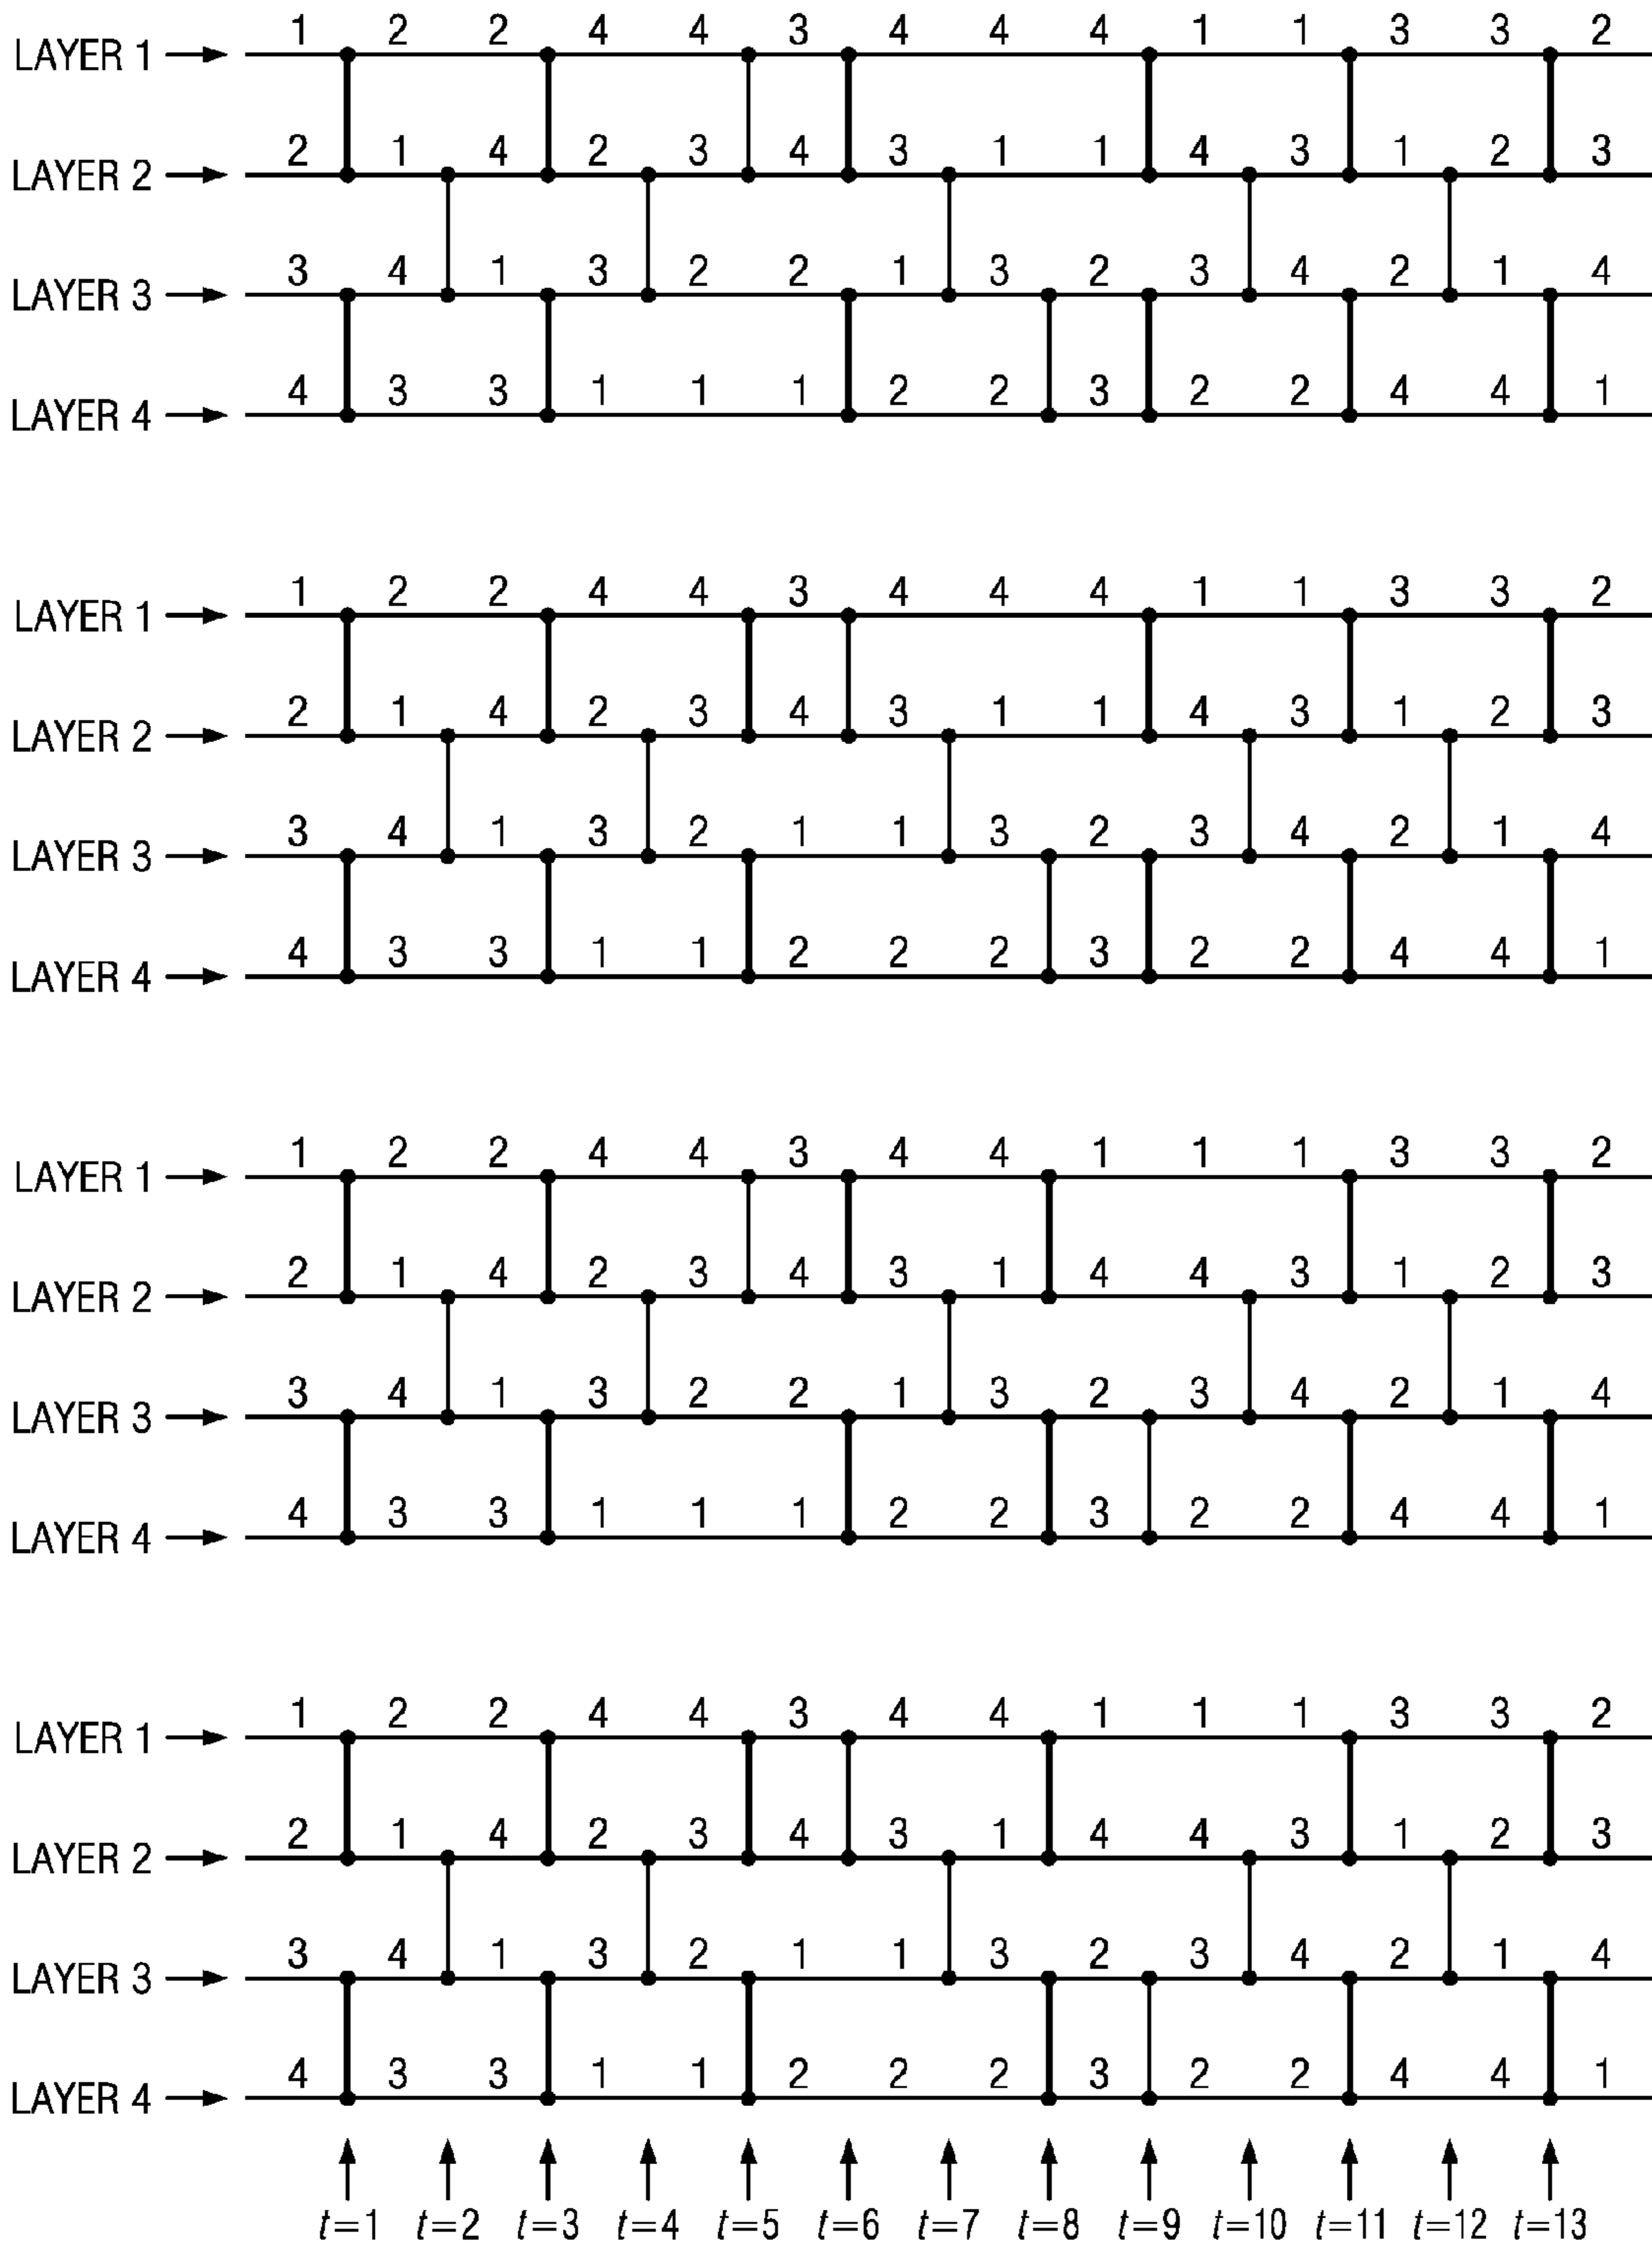 1 2 2 4 4 3 4 4 4 1 1 3 3 2
LAYER 1
2 1 4 2 3 4 3 1 1 4 3 1 2 3
LAYER 2
3 4 1 3 2 2 1 3 2 3 4 2 1 4
LAYER 3
4 3 3 1 1 1 2 2 3 2 2 4 4 1
LAYER 4
1 2 2 4 4 3 4 4 4 1 1 3 3 2
LAYER 1
2 1 4 2 3 4 3 1 1 4 3 1 2 3
LAYER 2
3 4 1 3 2 1 1 3 2 3 4 2 1 4
LAYER 3
4 3 3 1 1 2 2 2 3 2 2 4 4 1
LAYER 4
1 2 2 4 4 3 4 4 1 1 1 3 3 2
LAYER 1
2 1 4 2 3 4 3 1 4 4 3 1 2 3
LAYER 2
3 4 1 3 2 2 1 3 2 3 4 2 1 4
LAYER 3
4 3 3 1 1 1 2 2 3 2 2 4 4 1
LAYER 4
1 2 2 4 4 3 4 4 1 1 1 3 3 2
LAYER 1
2 1 4 2 3 4 3 1 4 4 3 1 2 3
LAYER 2
3 4 1 3 2 1 1 3 2 3 4 2 1 4
LAYER 3
4 3 3 1 1 2 2 2 3 2 2 4 4 1
LAYER 4
t=1 t=2 t=3 t=4 t=5 t=6 t=7 t=8 t=9 t=10 t=11 t=12 t=13